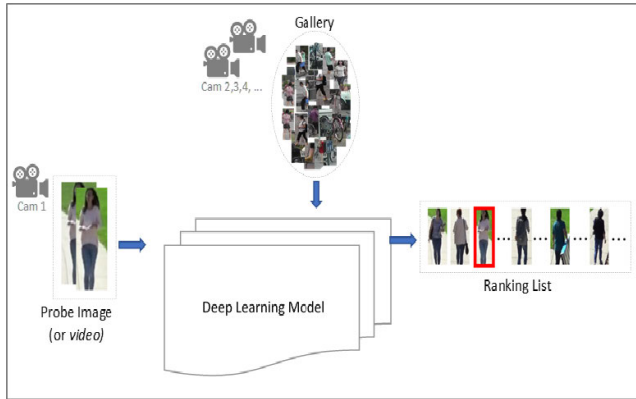 Gallery
Cam 2,3,4, ...
Cam 1
Probe Image
(or video)
Deep Learning Model
... ... ...
Ranking List